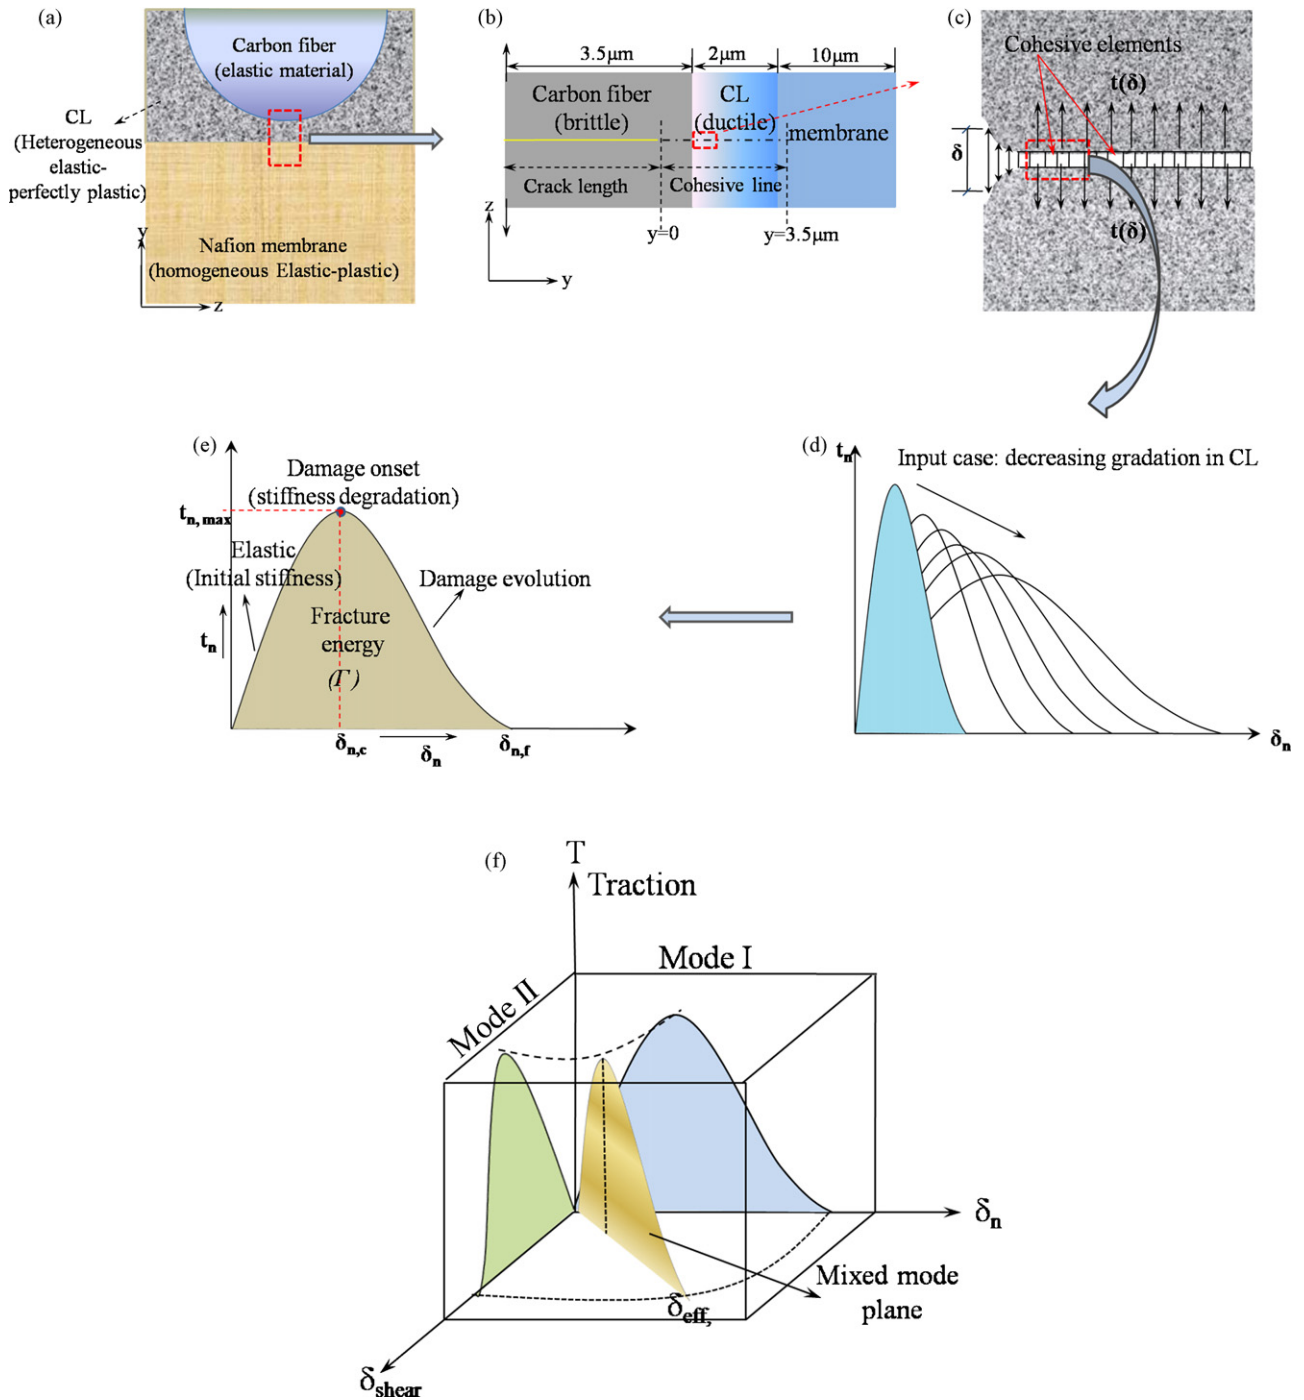 (a)
Carbon fiber
(elastic material)
CL
(Heterogeneous
elastic-
perfectly plastic)
Nafion membrane
(homogeneous Elastic-plastic)
y
z
(b)
3.5μm
2μm
10μm
Carbon fiber
(brittle)
CL
(ductile)
membrane
Crack length
Cohesive line
z
y=0
y=3.5μm
y
(c)
Cohesive elements
t(δ)
δ
t(δ)
(d)
tn
Input case: decreasing gradation in CL
δn
(e)
Damage onset
(stiffness degradation)
tn, max
Elastic
(Initial stiffness)
Damage evolution
Fracture
energy
(Γ)
tn
δn,c
δn
δn,f
(f)
T
Traction
Mode I
Mode II
δn
Mixed mode
plane
δeff,
δshear